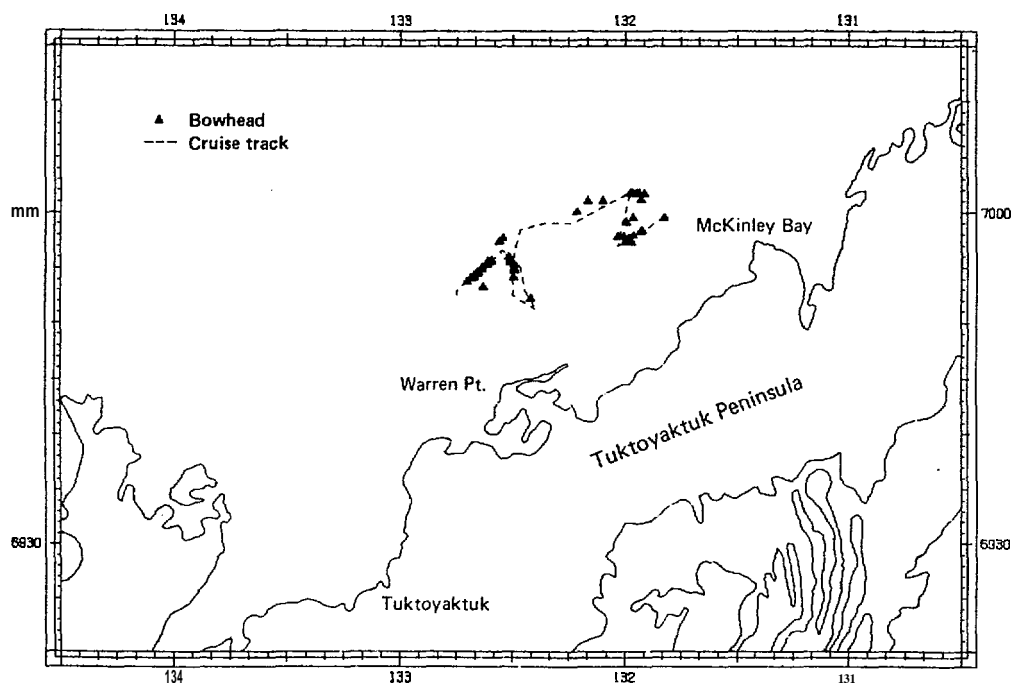 134 133 132 131
Bowhead
Cruise track
mm 7000
McKinley Bay
Warren Pt.
Tuktoyaktuk Peninsula
6930 6930
Tuktoyaktuk
134 133 132 131